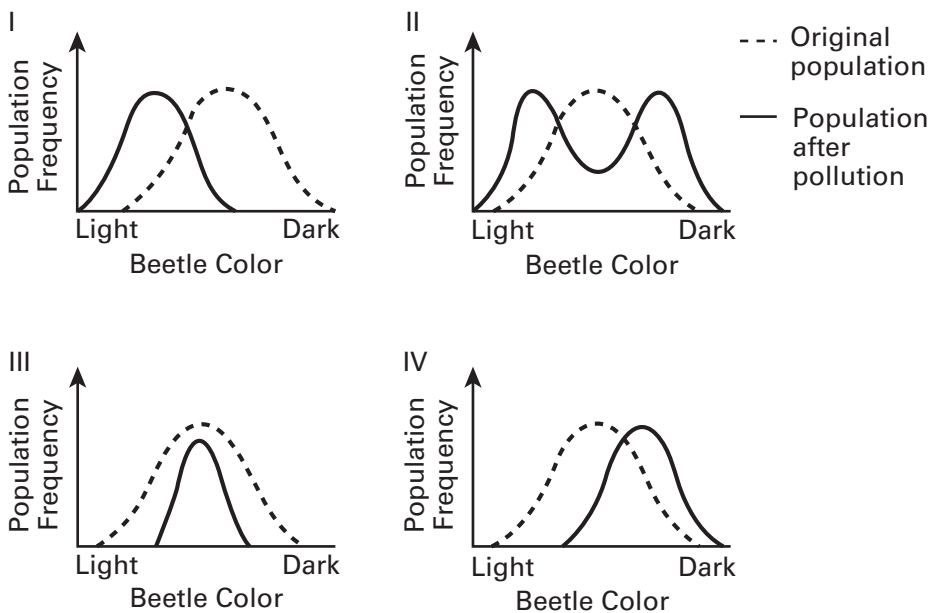 I
Population
Frequency
Light
Dark
Beetle Color
II
Population
Frequency
Light
Dark
Beetle Color
Original
population
Population
after
pollution
III
Population
Frequency
Light
Dark
Beetle Color
IV
Population
Frequency
Light
Dark
Beetle Color